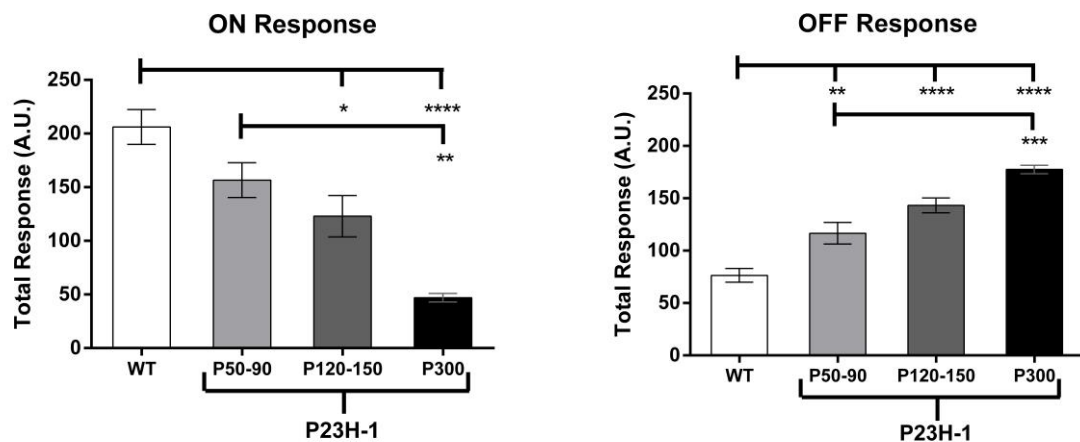 ON Response
Total Response (A.U.)
250
200
150
100
50
0
* ****
**
WT P50-90 P120-150 P300
P23H-1
OFF Response
Total Response (A.U.)
250
200
150
100
50
0
** **** ****
***
WT P50-90 P120-150 P300
P23H-1